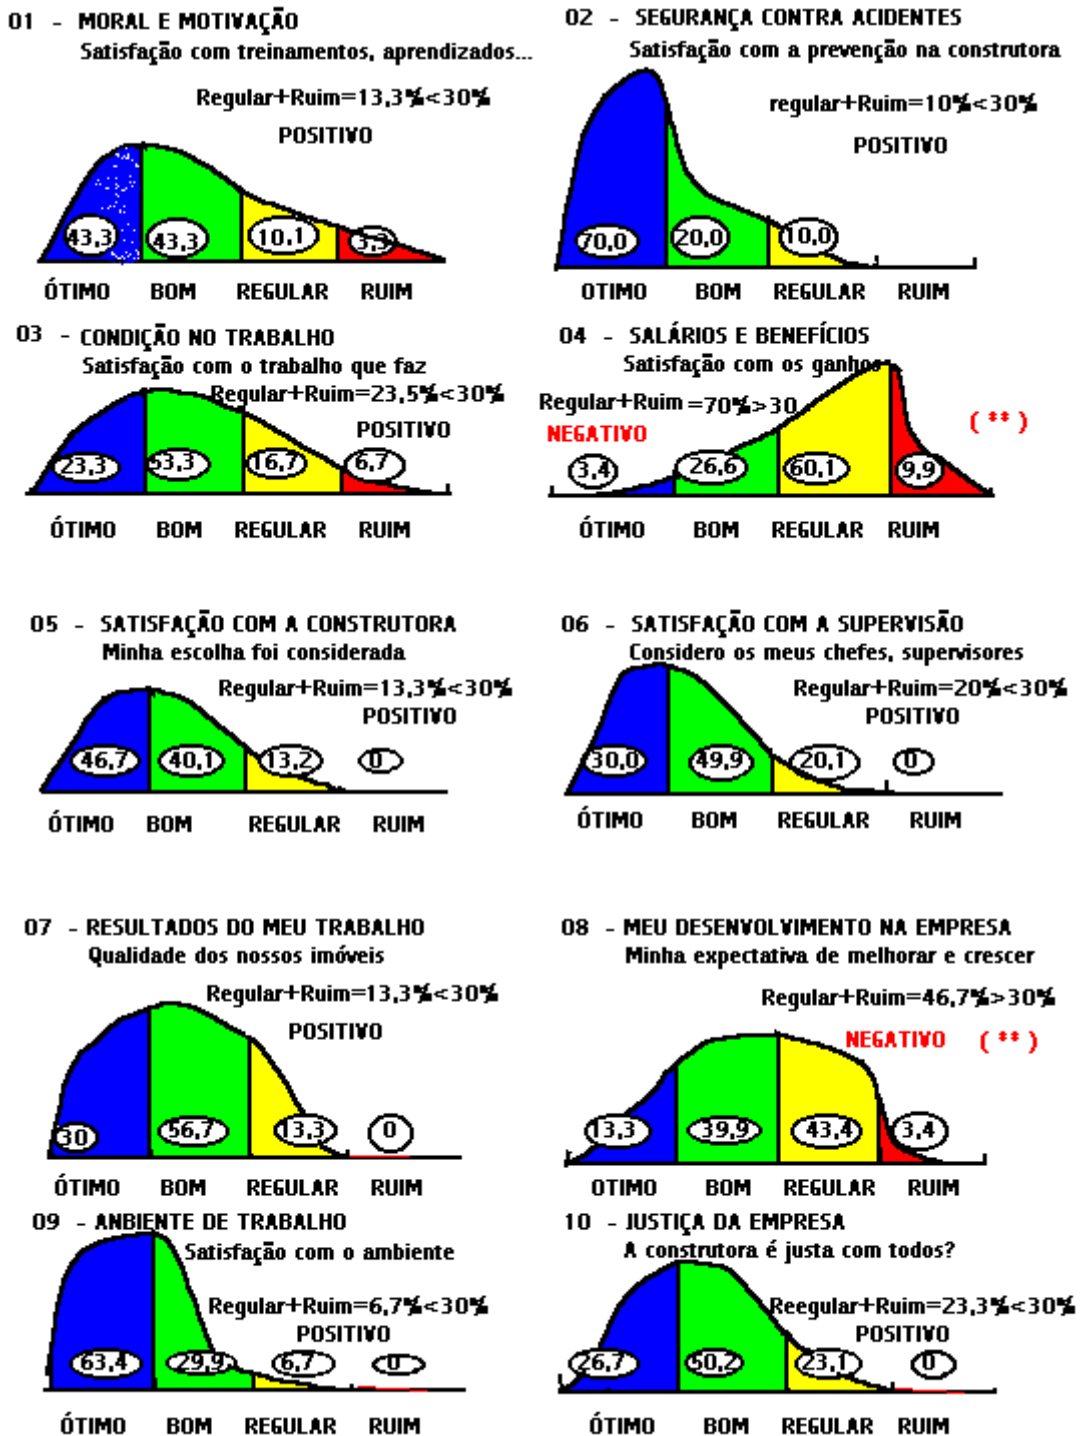 01 - MORAL E MOTIVAÇÃO
Satisfação com treinamentos, aprendizados...
Regular+Ruim=13,3%<30%
POSITIVO
43,3 43,3 10,1 3,3
ÓTIMO BOM REGULAR RUIM
02 - SEGURANÇA CONTRA ACIDENTES
Satisfação com a prevenção na construtora
regular+Ruim=10%<30%
POSITIVO
70,0 20,0 10,0
OTIMO BOM REGULAR RUIM
03 - CONDIÇÃO NO TRABALHO
Satisfação com o trabalho que faz
Regular+Ruim=23,5%<30%
POSITIVO
23,3 53,3 16,7 6,7
ÓTIMO BOM REGULAR RUIM
04 - SALÁRIOS E BENEFÍCIOS
Satisfação com os ganhos
Regular+Ruim =70%>30
NEGATIVO (**)
3,4 26,6 60,1 9,9
ÓTIMO BOM REGULAR RUIM
05 - SATISFAÇÃO COM A CONSTRUTORA
Minha escolha foi considerada
Regular+Ruim=13,3%<30%
POSITIVO
46,7 40,1 13,2 0
ÓTIMO BOM REGULAR RUIM
06 - SATISFAÇÃO COM A SUPERVISÃO
Considero os meus chefes, supervisores
Regular+Ruim=20%<30%
POSITIVO
30,0 49,9 20,1 0
ÓTIMO BOM REGULAR RUIM
07 - RESULTADOS DO MEU TRABALHO
Qualidade dos nossos imóveis
Regular+Ruim=13,3%<30%
POSITIVO
30 56,7 13,3 0
ÓTIMO BOM REGULAR RUIM
08 - MEU DESENVOLVIMENTO NA EMPRESA
Minha expectativa de melhorar e crescer
Regular+Ruim=46,7%>30%
NEGATIVO (**)
13,3 39,9 43,4 3,4
OTIMO BOM REGULAR RUIM
09 - ANBIENTE DE TRABALHO
Satisfação com o ambiente
Regular+Ruim=6,7%<30%
POSITIVO
63,4 29,9 6,7 0
ÓTIMO BOM REGULAR RUIM
10 - JUSTIÇA DA EMPRESA
A construtora é justa com todos?
Reegular+Ruim=23,3%<30%
POSITIVO
26,7 50,2 23,1 0
ÓTIMO BOM REGULAR RUIM